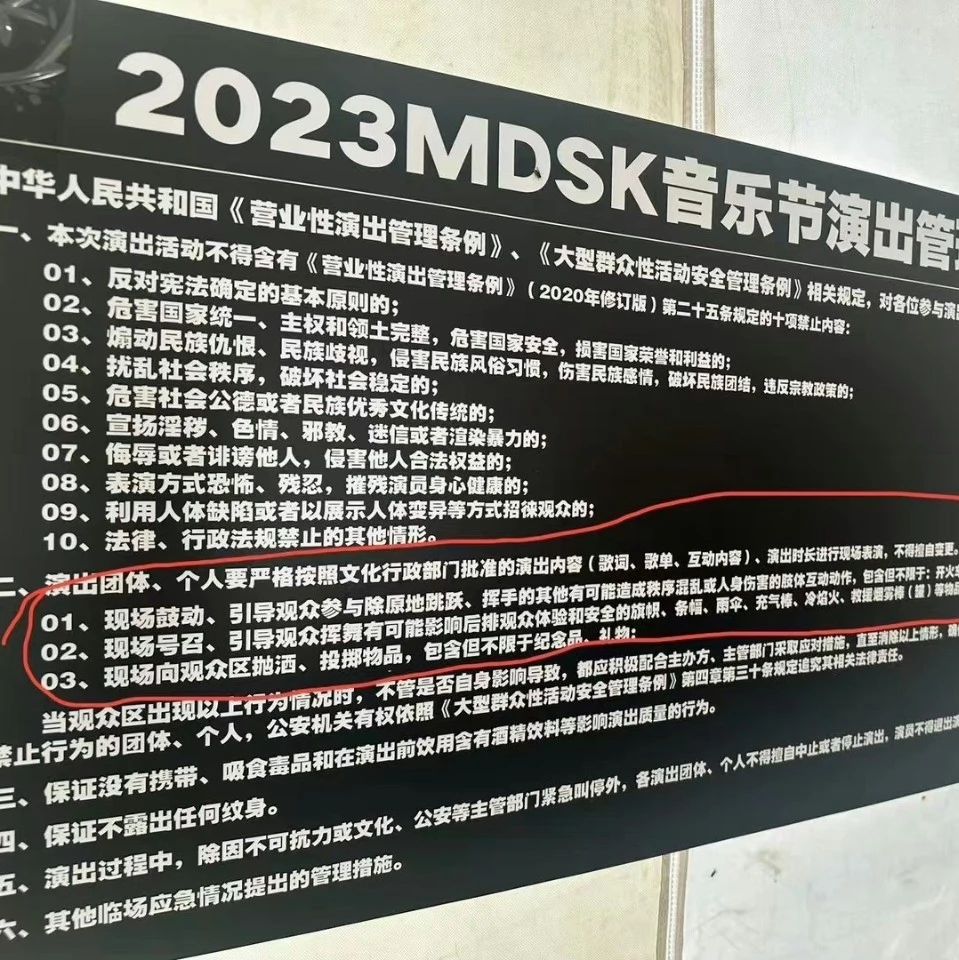 2023MDSK音乐节演出管
中华人民共和国《营业性演出管理条例》、《大型群众性活动安全管理条例》相关规定，对各位参与演
一、本次演出活动不得含有《营业性演出管理条例》（2020年修订版）第二十五条规定的十项禁止内容：
01、反对宪法确定的基本原则的；
02、危害国家统一、主权和领土完整，危害国家安全，损害国家荣誉和利益的；
03、煽动民族仇恨、民族歧视，侵害民族风俗习惯，伤害民族感情，破坏民族团结，违反宗教政策的；
04、扰乱社会秩序，破坏社会稳定的；
05、危害社会公德或者民族优秀文化传统的；
06、宣扬淫秽、色情、邪教、迷信或者渲染暴力的；
07、侮辱或者诽谤他人，侵害他人合法权益的；
08、表演方式恐怖、残忍，摧残演员身心健康的；
09、利用人体缺陷或者以展示人体变异等方式招徕观众的；
10、法律、行政法规禁止的其他情形。
二、演出团体、个人要严格按照文化行政部门批准的演出内容（歌词、歌单、互动内容）、演出时长进行现场表演，不得擅自变更。
01、现场鼓动、引导观众参与除原地跳跃、挥手的其他有可能造成秩序混乱或人身伤害的肢体互动动作，包含但不限于：开火车
02、现场号召、引导观众挥舞有可能影响后排观众体验和安全的旗帜、条幅、雨伞、充气棒、冷焰火、救援烟雾棒（罐）等物品
03、现场向观众区抛洒、投掷物品，包含但不限于纪念品、礼物；
当观众区出现以上行为情况时，不管是否自身影响导致，都应积极配合主办方、主管部门采取应对措施，直至消除以上情形，确
禁止行为的团体、个人，公安机关有权依照《大型群众性活动安全管理条例》第四章第三十条规定追究其相关法律责任。
三、保证没有携带、吸食毒品和在演出前饮用含有酒精饮料等影响演出质量的行为。
四、保证不露出任何纹身。
五、演出过程中，除因不可抗力或文化、公安等主管部门紧急叫停外，各演出团体、个人不得擅自中止或者停止演出，演员不得退出演
六、其他临场应急情况提出的管理措施。